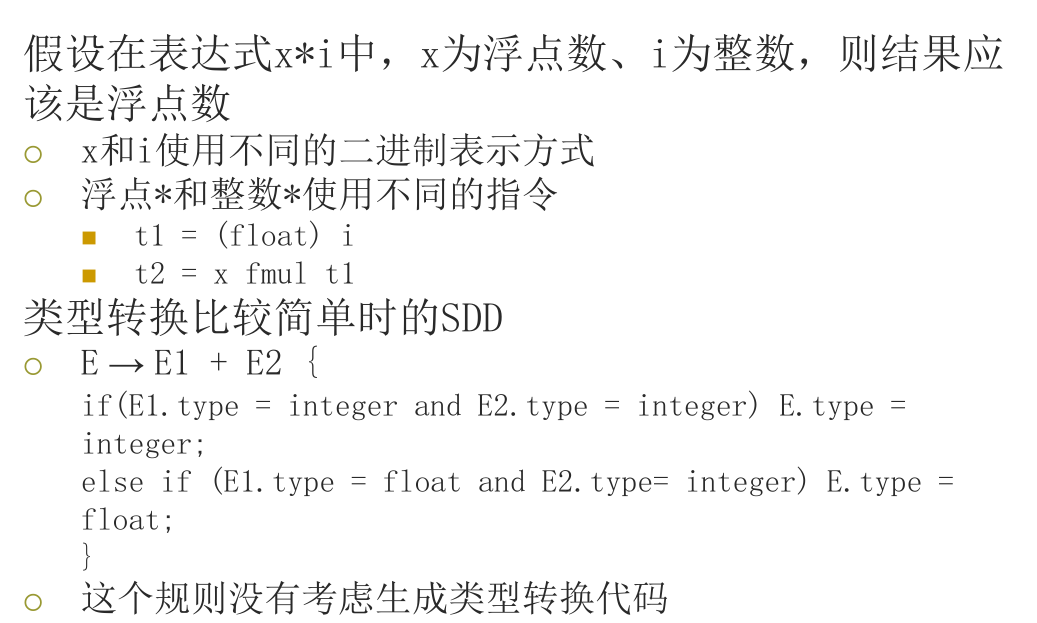 假设在表达式x*i中，x为浮点数、i为整数，则结果应
该是浮点数
x和i使用不同的二进制表示方式
浮点*和整数*使用不同的指令
t1 = (float) i
t2 = x fmul t1
类型转换比较简单时的SDD
E → E1 + E2 {
if(E1.type = integer and E2.type = integer) E.type =
integer;
else if (E1.type = float and E2.type= integer) E.type =
float;
}
这个规则没有考虑生成类型转换代码